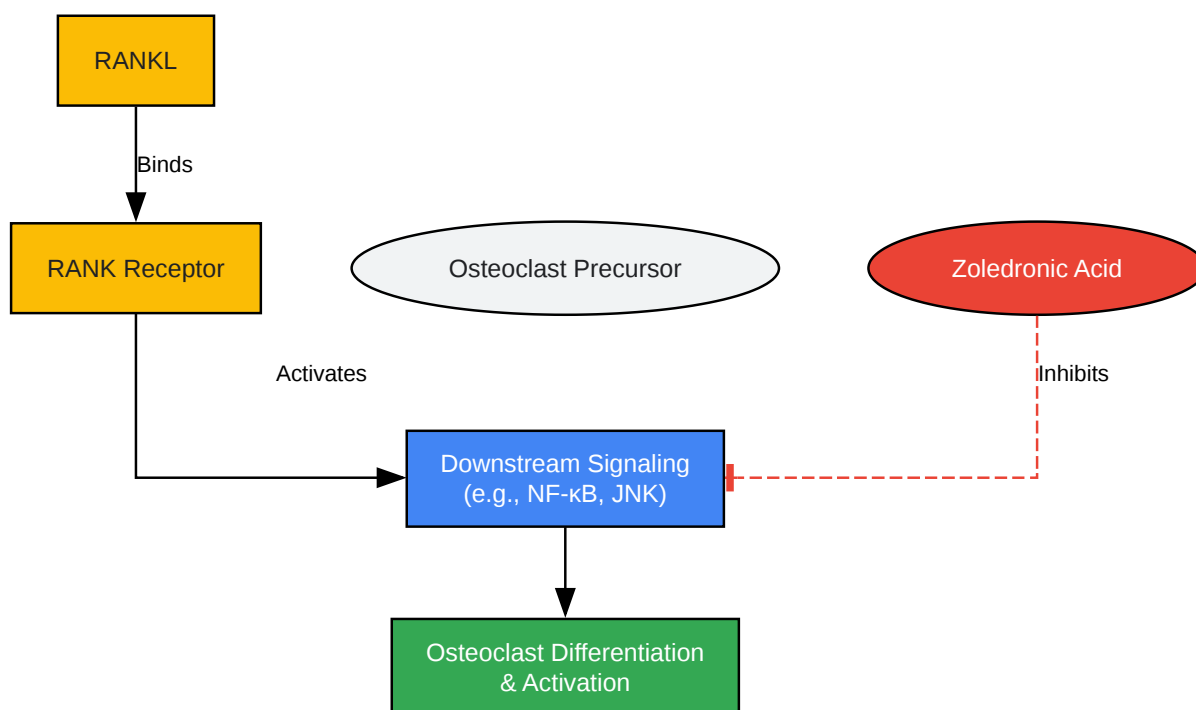 RANKL
Binds
RANK Receptor
Osteoclast Precursor
Zoledronic Acid
Activates
Inhibits
Downstream Signaling
(e.g., NF-κB, JNK)
Osteoclast Differentiation
& Activation